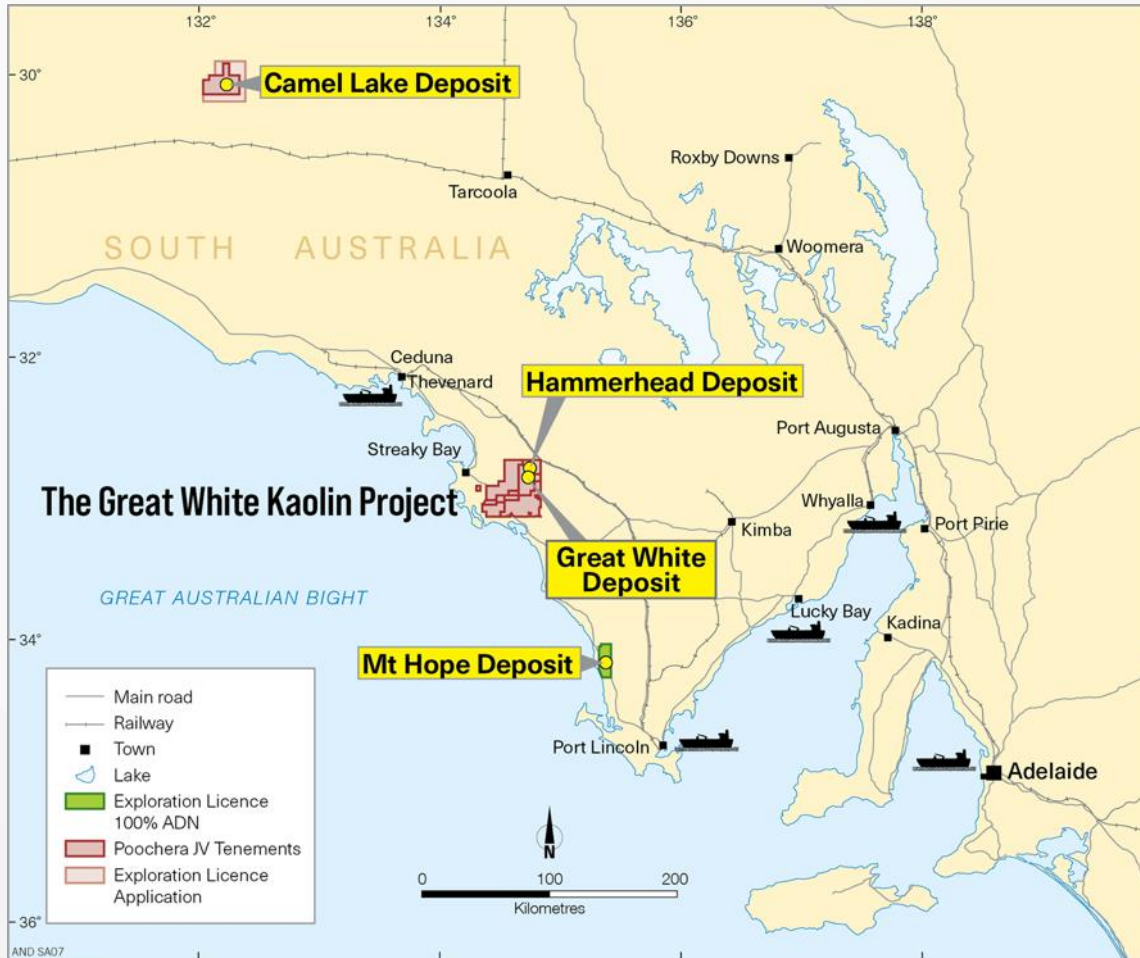 132°
134°
136°
138°
30°
Camel Lake Deposit
Roxby Downs
Tarcoola
SOUTH AUSTRALIA
Woomera
32°
Ceduna
Thevenard
Hammerhead Deposit
Port Augusta
Streaky Bay
The Great White Kaolin Project
Whyalla
Kimba
Port Pirie
Great White
Deposit
GREAT AUSTRALIAN BIGHT
Lucky Bay
Kadina
34°
Mt Hope Deposit
Port Lincoln
Adelaide
Main road
Railway
Town
Lake
Exploration Licence
100% ADN
Poochera JV Tenements
Exploration Licence
Application
N
0 100 200
Kilometres
36°
AND SA07